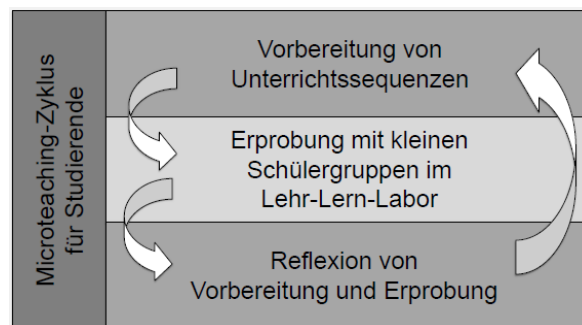 Microteaching-Zyklus
für Studierende
Vorbereitung von
Unterrichtssequenzen
Erprobung mit kleinen
Schülergruppen im
Lehr-Lern-Labor
Reflexion von
Vorbereitung und Erprobung